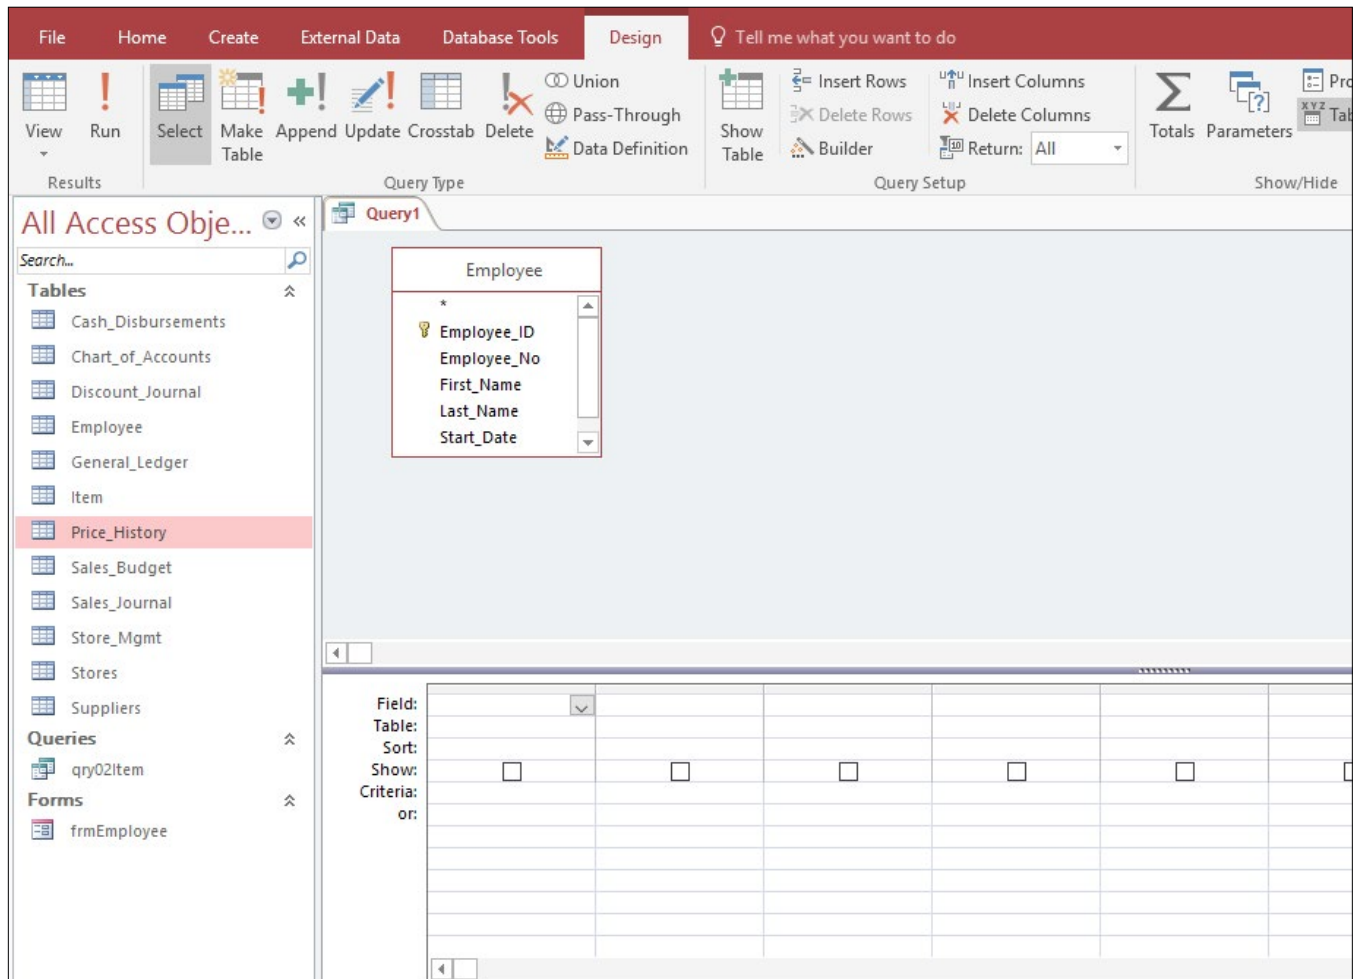 File Home Create External Data Database Tools Design Tell me what you want to do
View Run Select Make Table Append Update Crosstab Delete
Union
Pass-Through
Data Definition
Show Table
Insert Rows
Delete Rows
Builder
Insert Columns
Delete Columns
Return: All
Totals Parameters
Pro
XYZ Tab
Results Query Type Query Setup Show/Hide
All Access Obje... «
Search...
Tables
Cash_Disbursements
Chart_of_Accounts
Discount_Journal
Employee
General_Ledger
Item
Price_History
Sales_Budget
Sales_Journal
Store_Mgmt
Stores
Suppliers
Queries
qry02Item
Forms
frmEmployee
Query1
Employee
*
Employee_ID
Employee_No
First_Name
Last_Name
Start_Date
Field:
Table:
Sort:
Show:
Criteria:
or: